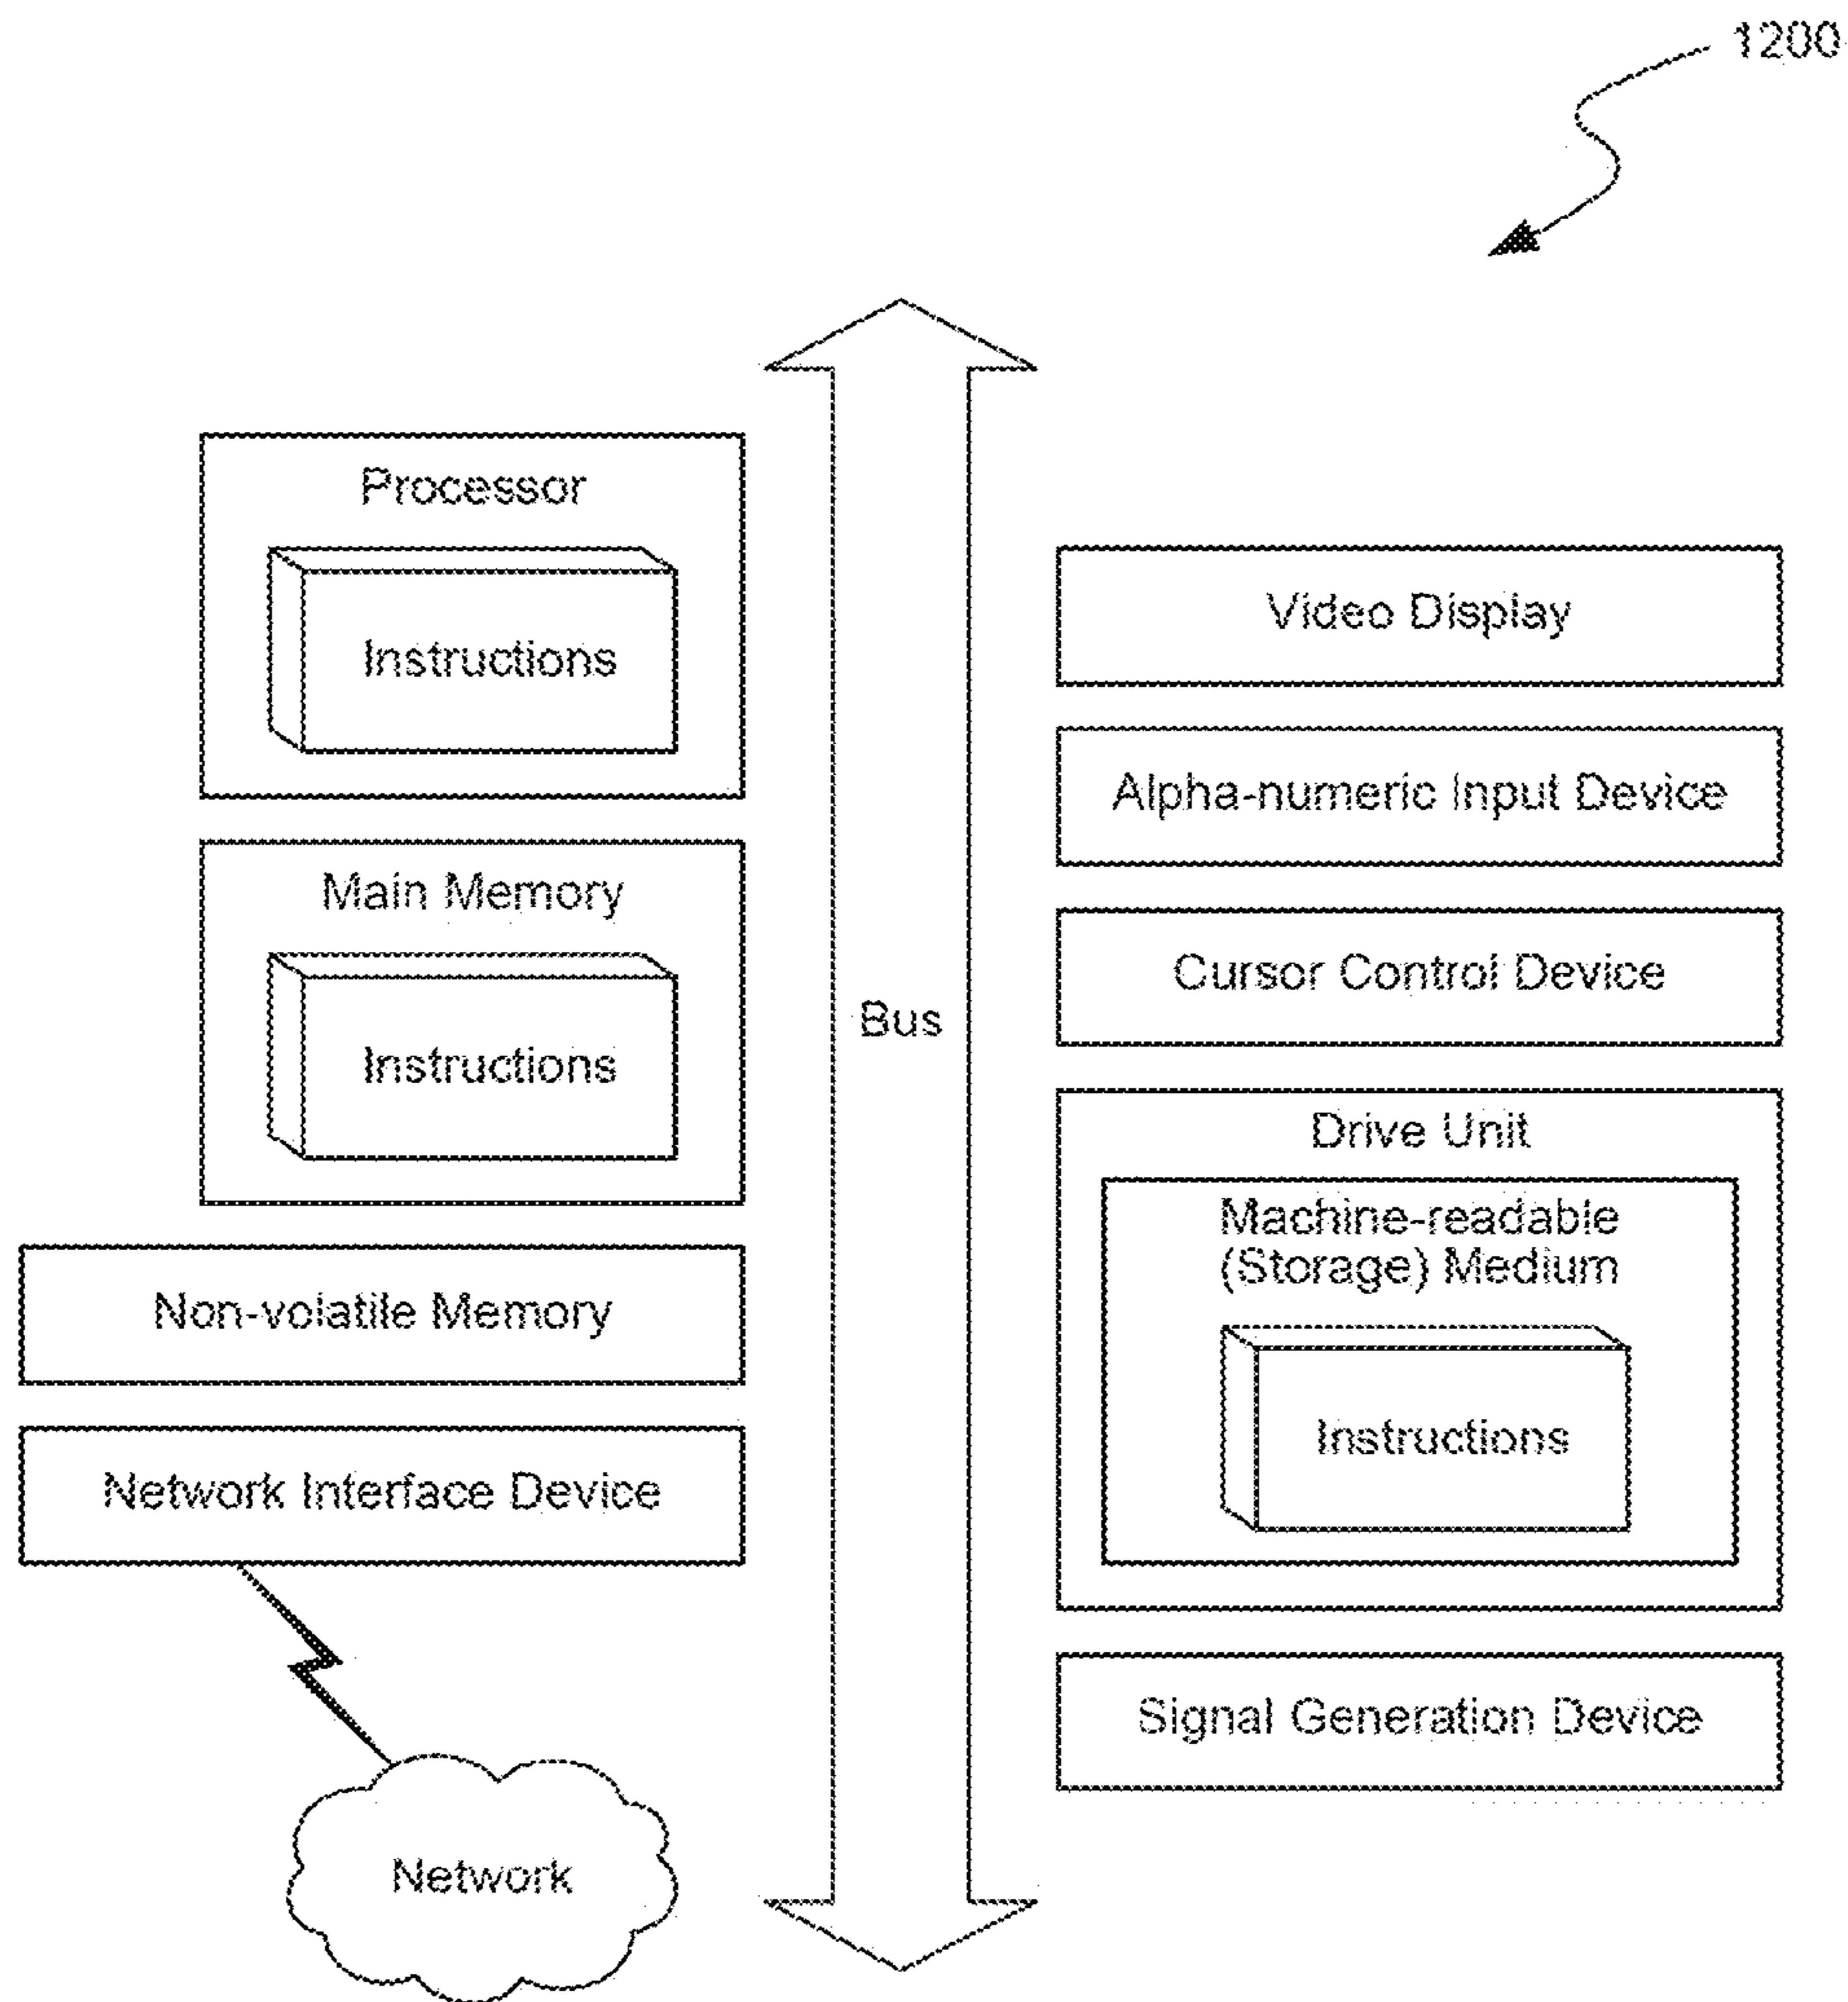 1200
Processor
Instructions
Main Memory
Instructions
Non-volatile Memory
Network Interface Device
Network
Bus
Video Display
Alpha-numeric Input Device
Cursor Control Device
Drive Unit
Machine-readable
(Storage) Medium
Instructions
Signal Generation Device